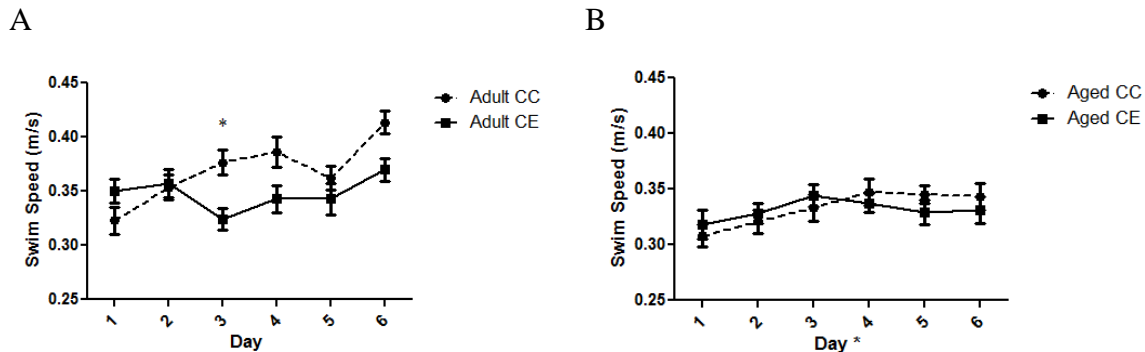 A
Swim Speed (m/s)
0.45
0.40
0.35
0.30
0.25
*
1
2
3
4
5
6
Day
Adult CC
Adult CE
B
Swim Speed (m/s)
0.45
0.40
0.35
0.30
0.25
1
2
3
4
5
6
Day *
Aged CC
Aged CE